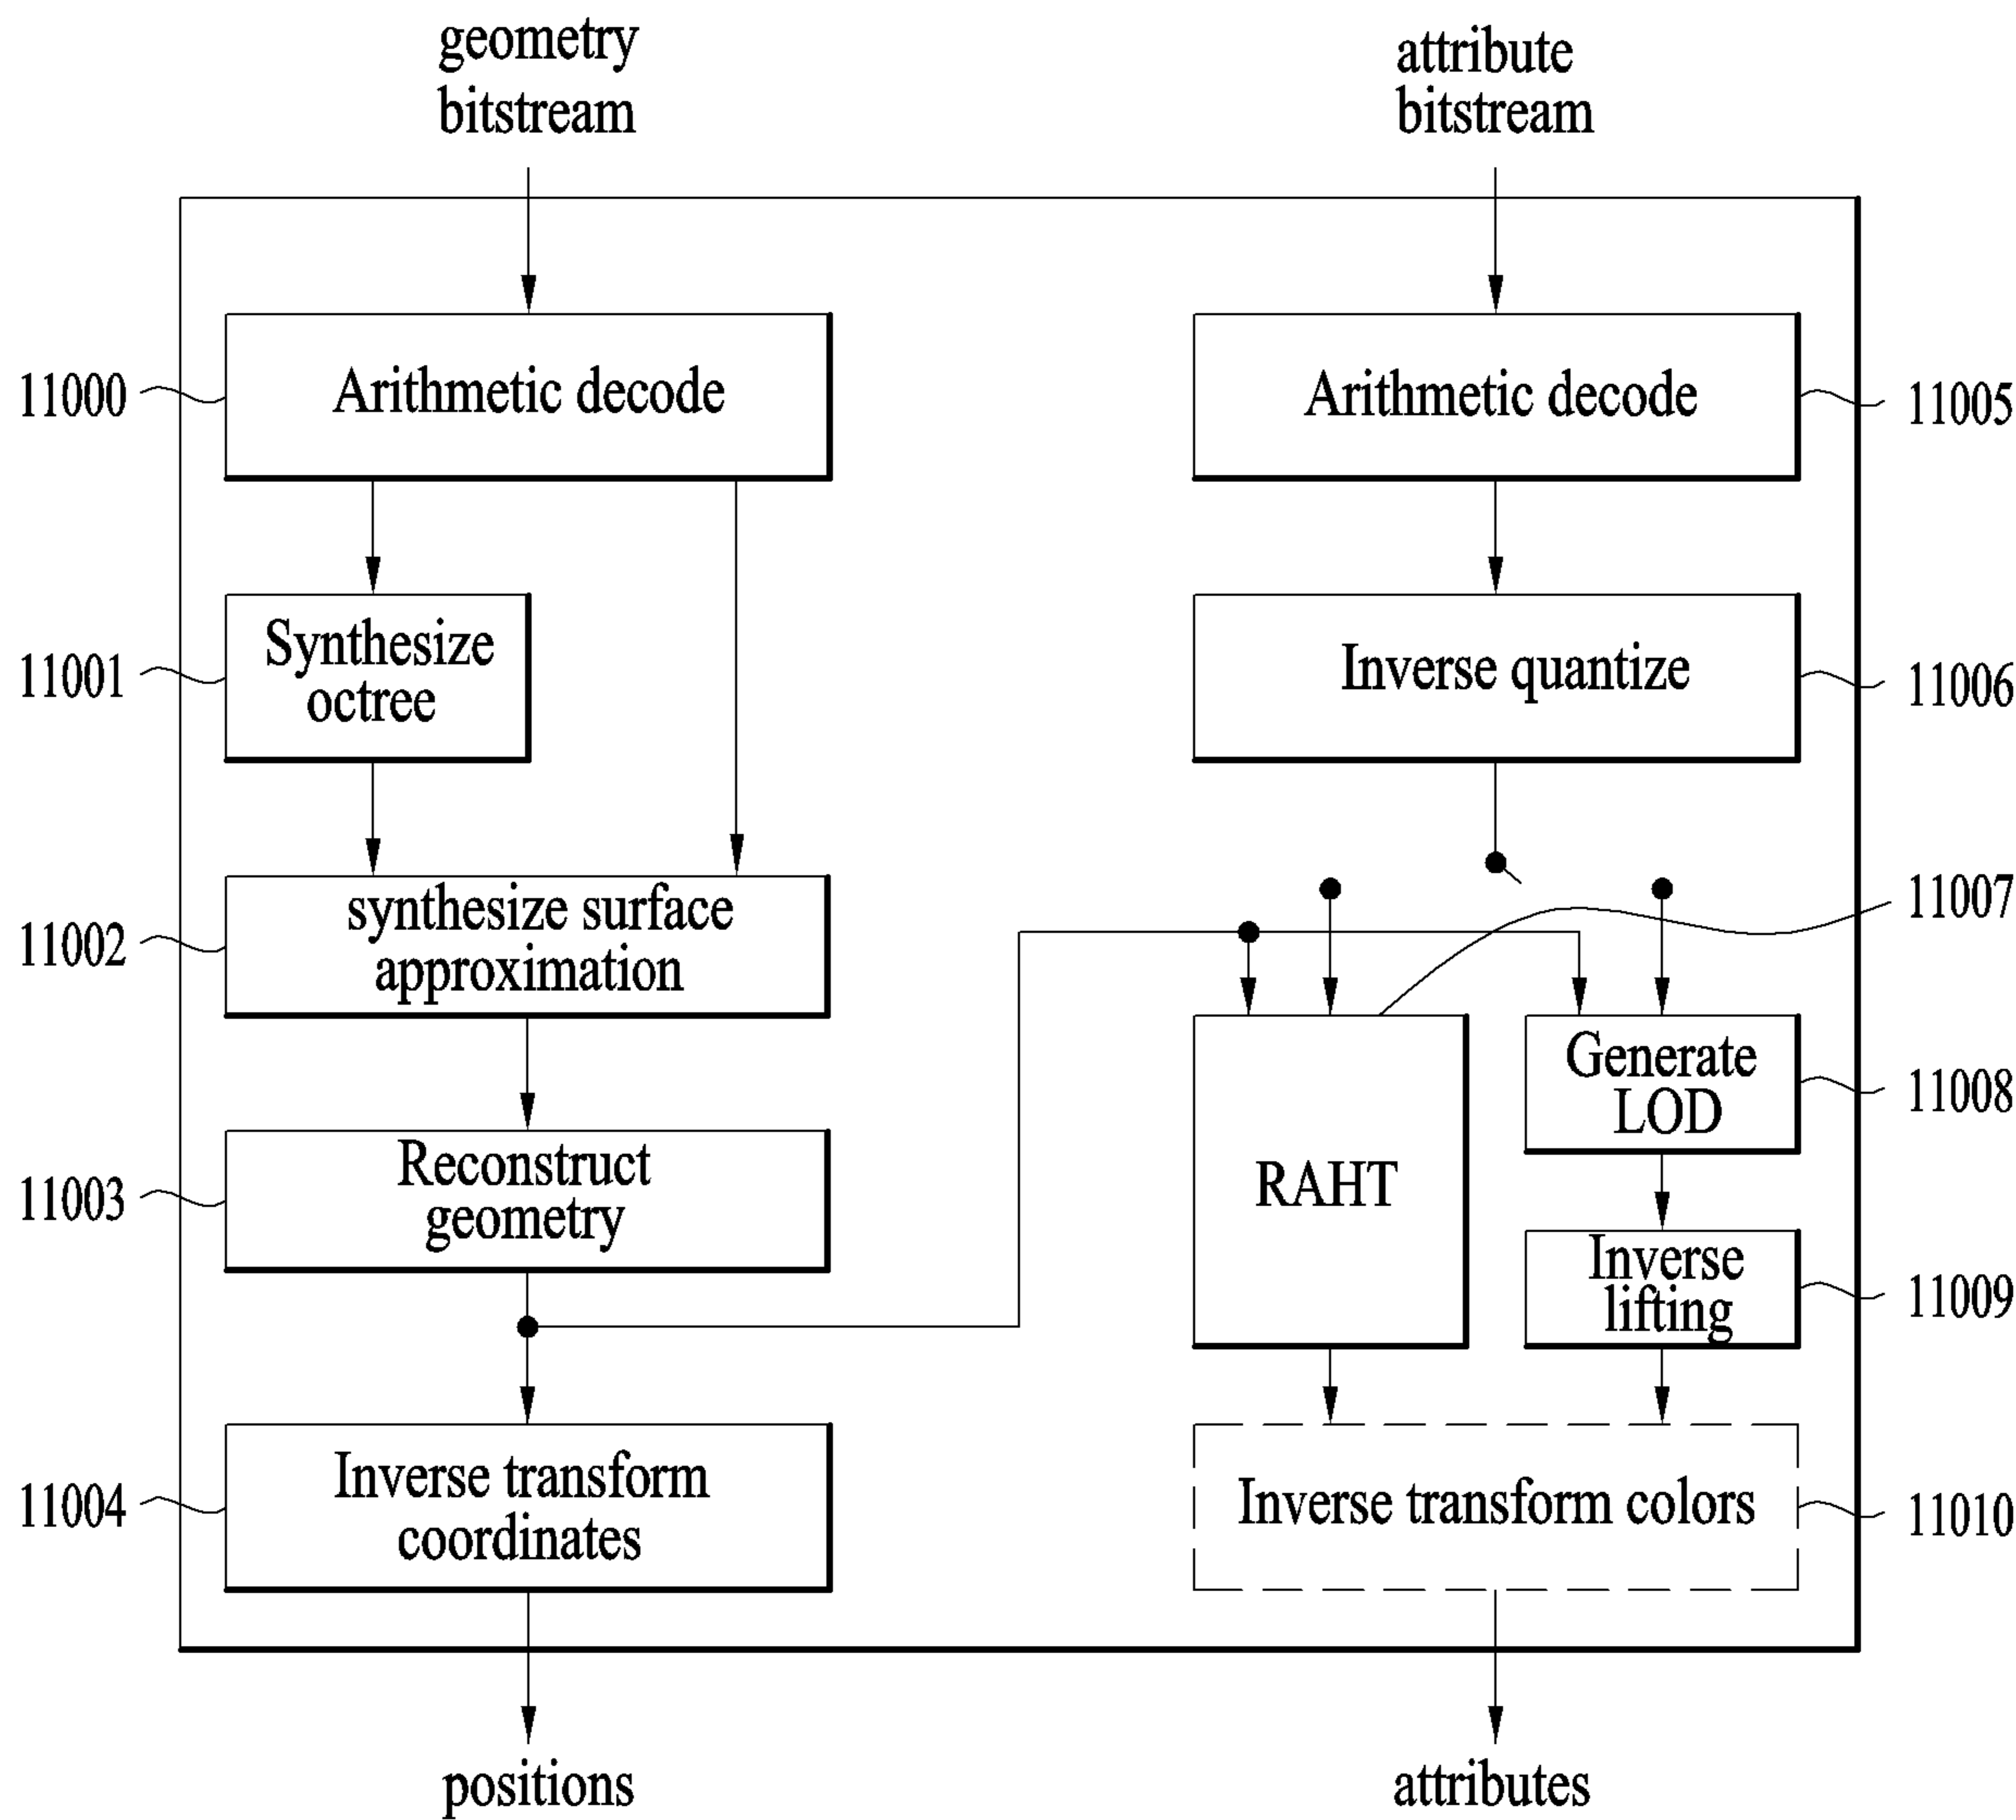 geometry
bitstream
attribute
bitstream
11000
Arithmetic decode
Arithmetic decode
11005
11001
Synthesize
octree
Inverse quantize
11006
11002
synthesize surface
approximation
11007
Generate
LOD
11008
11003
Reconstruct
geometry
RAHT
Inverse
lifting
11009
11004
Inverse transform
coordinates
Inverse transform colors
11010
positions
attributes